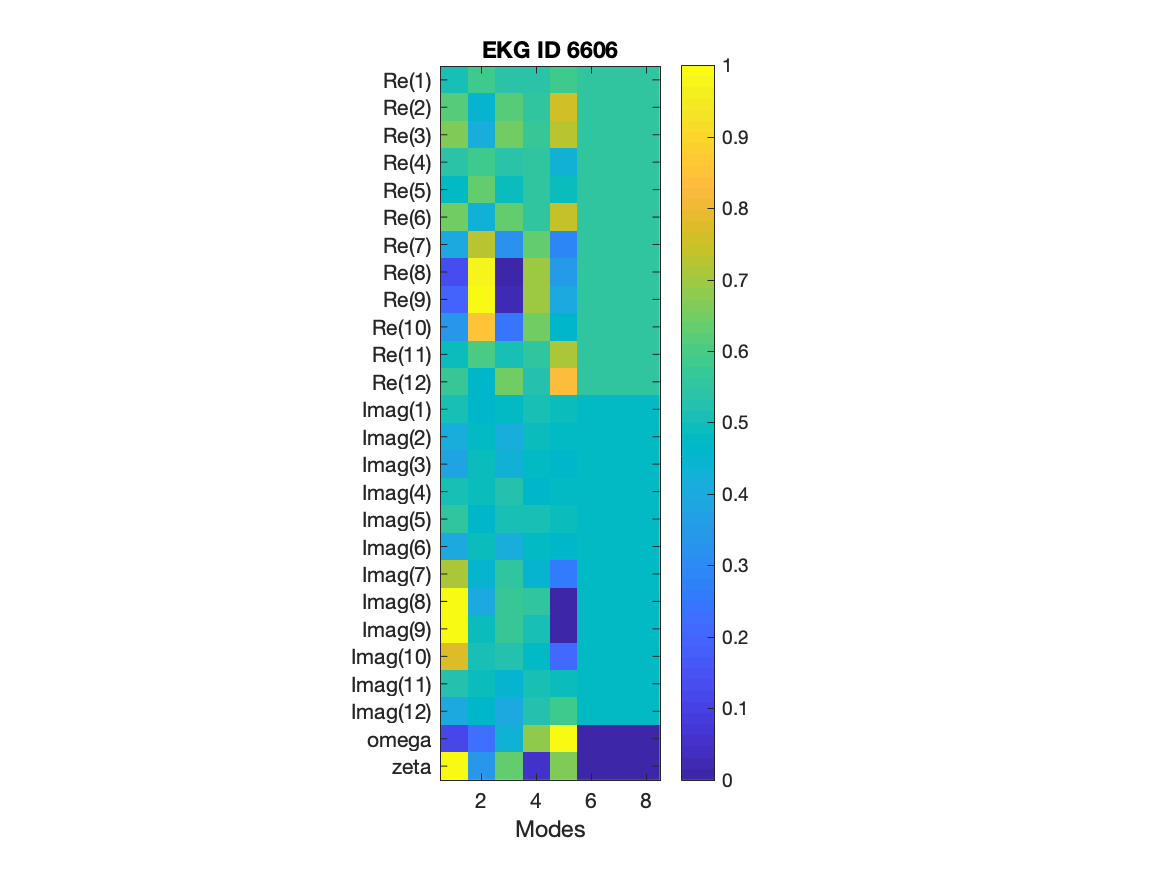 EKG ID 6606
Re(1)
Re(2)
Re(3)
Re(4)
Re(5)
Re(6)
Re(7)
Re(8)
Re(9)
Re(10)
Re(11)
Re(12)
Imag(1)
Imag(2)
Imag(3)
Imag(4)
Imag(5)
Imag(6)
Imag(7)
Imag(8)
Imag(9)
Imag(10)
Imag(11)
Imag(12)
omega
zeta
2 4 6 8
Modes
1
0.9
0.8
0.7
0.6
0.5
0.4
0.3
0.2
0.1
0